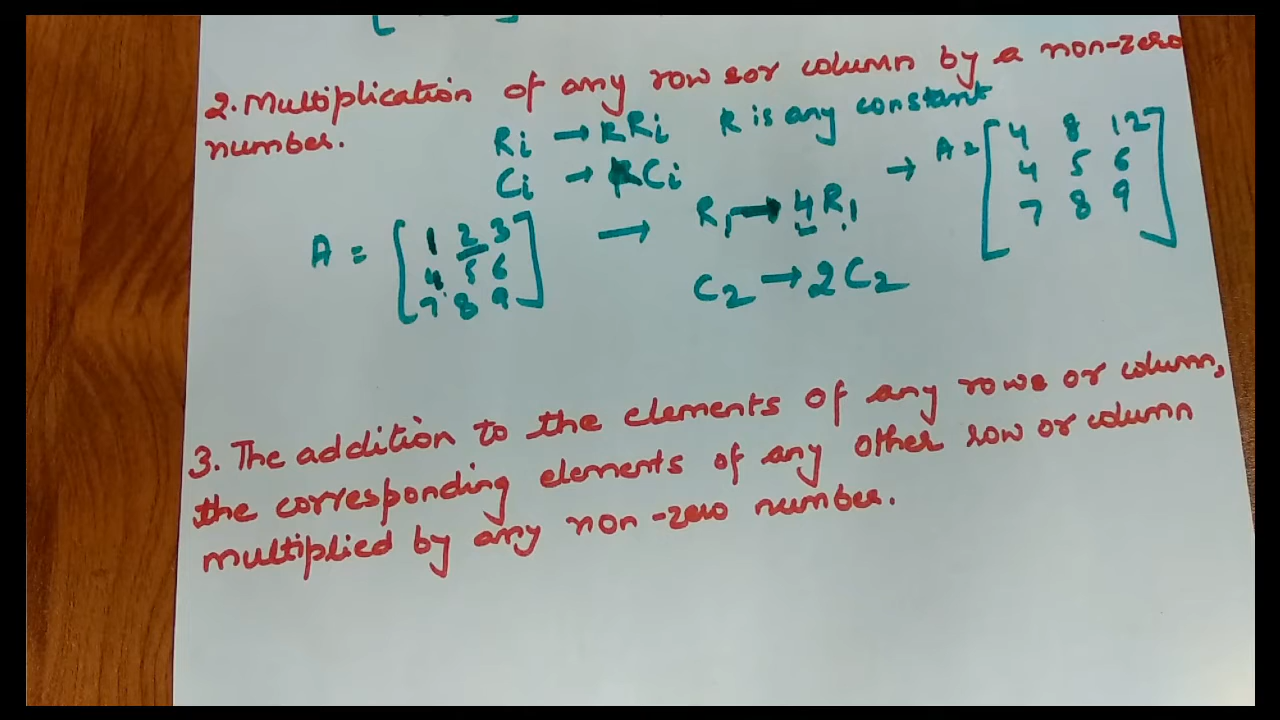 2. Multiplication of any row or column by a non-zero
number.
Ri → kRi k is any constant
Ci → kCi
A = [1 2 3
4 5 6
7 8 9] → R1 → 4R1 → A = [4 8 12
4 5 6
7 8 9]
C2 → 2C2
3. The addition to the elements of any rows or column,
the corresponding elements of any other row or column
multiplied by any non-zero number.